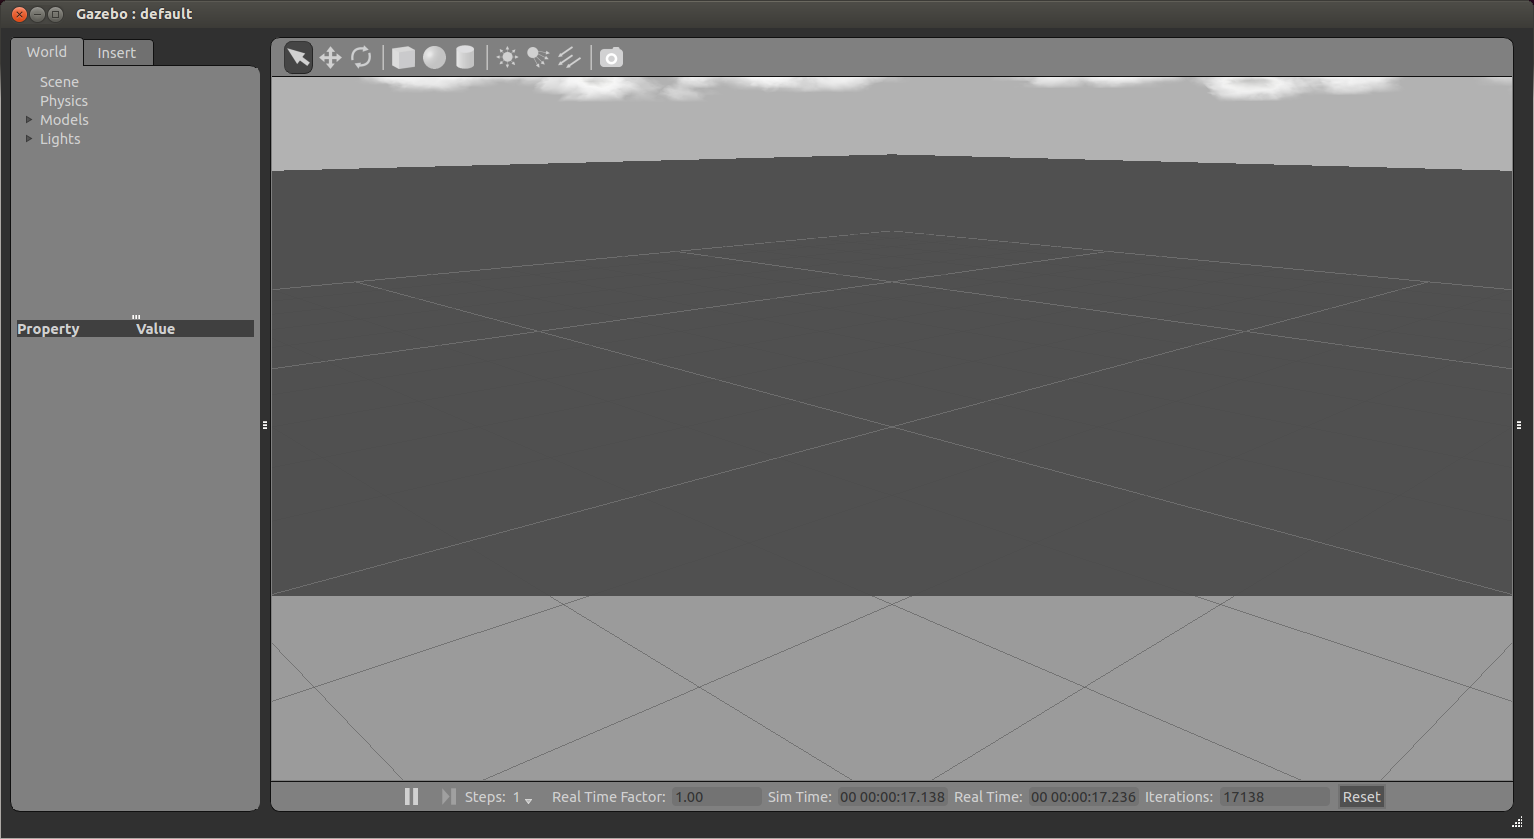 Gazebo : default
World Insert
Scene
Physics
Models
Lights
Property Value
Steps: 1 Real Time Factor: 1.00 Sim Time: 00 00:00:17.138 Real Time: 00 00:00:17.236 Iterations: 17138 Reset